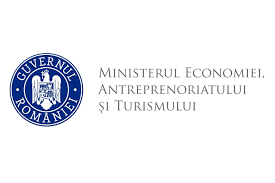 GUVERNUL
ROMÂNIEI
MINISTERUL ECONOMIEI,
ANTREPRENORIATULUI
ȘI TURISMULUI